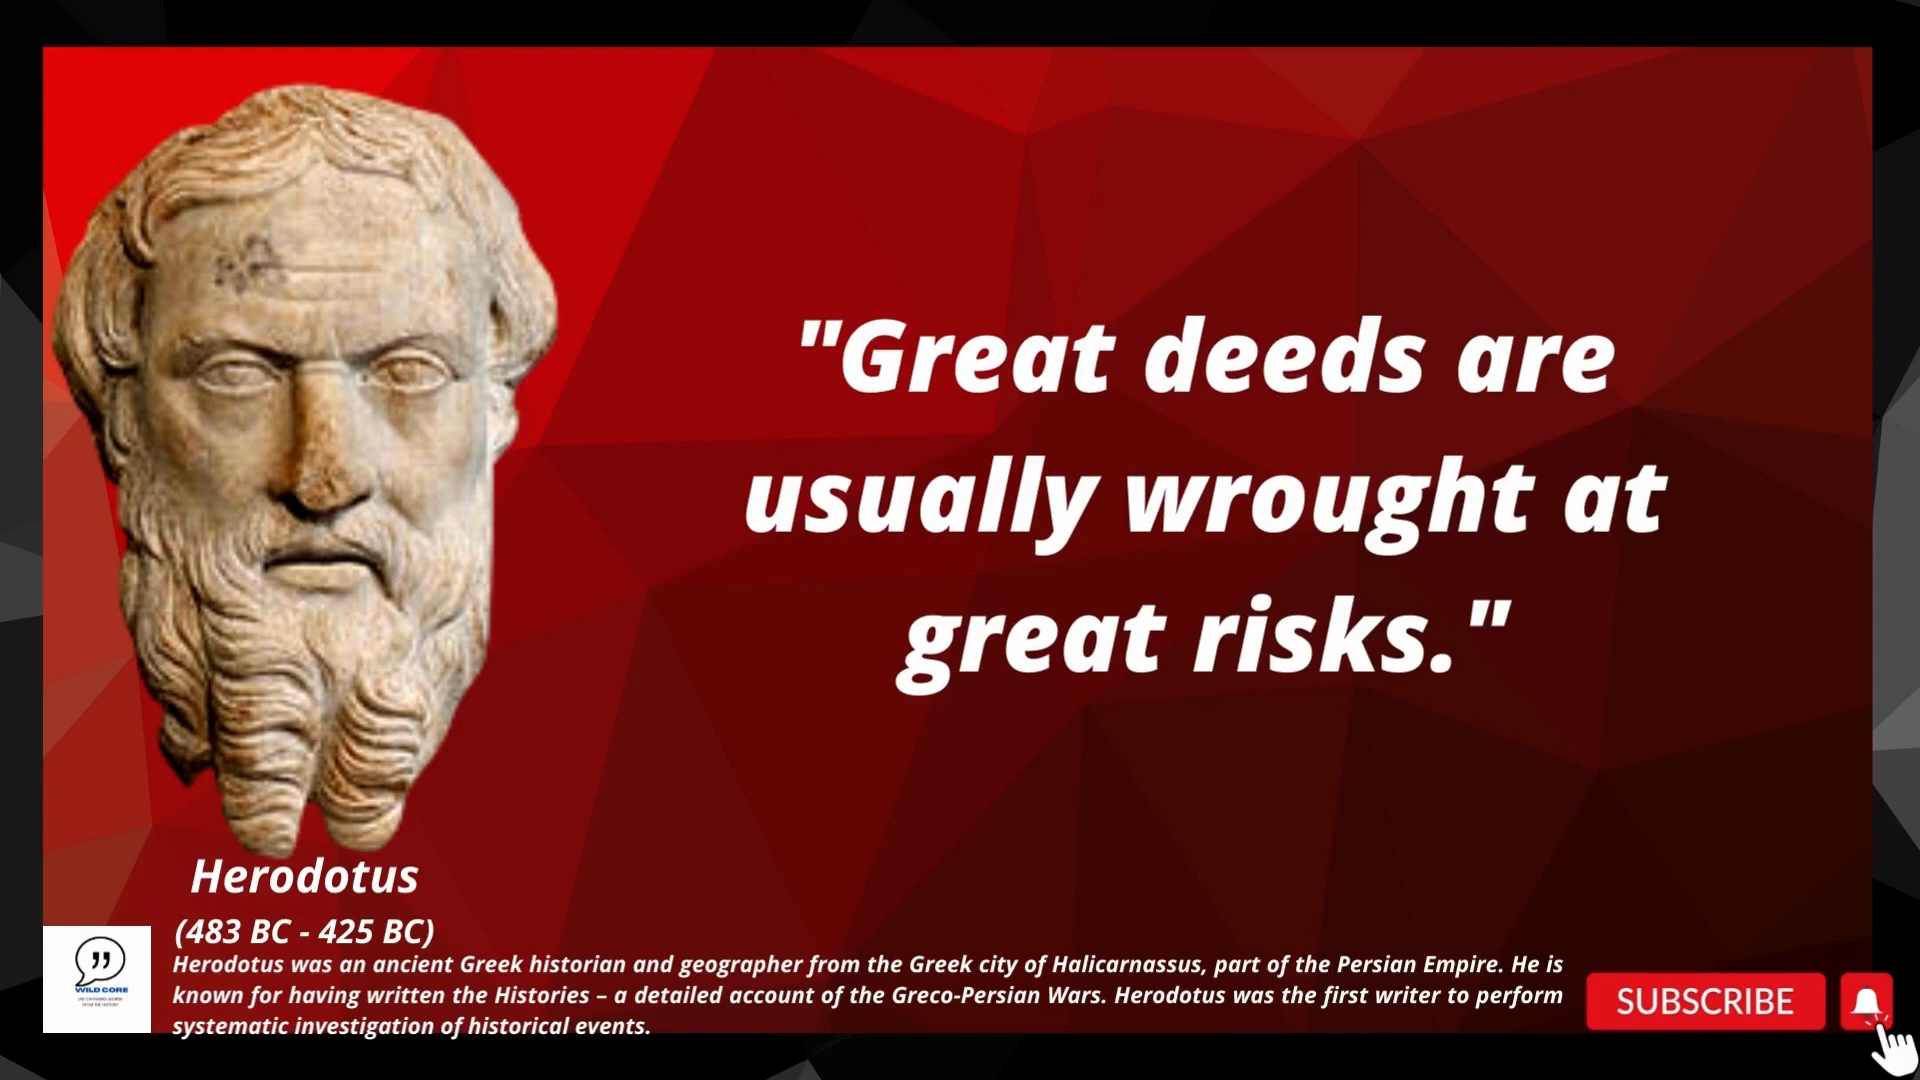 "Great deeds are
usually wrought at
great risks."
Herodotus
(483 BC - 425 BC)
Herodotus was an ancient Greek historian and geographer from the Greek city of Halicarnassus, part of the Persian Empire. He is
known for having written the Histories – a detailed account of the Greco-Persian Wars. Herodotus was the first writer to perform
systematic investigation of historical events.
WILD CORE
SUBSCRIBE